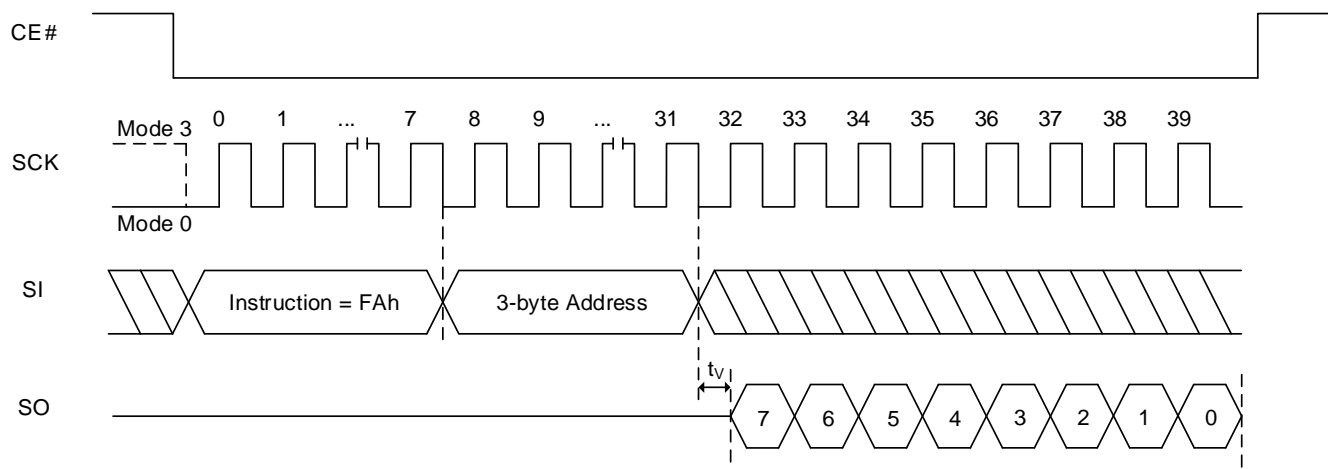 CE#
Mode 3
0 1 ... 7 8 9 ... 31 32 33 34 35 36 37 38 39
SCK
Mode 0
SI
Instruction = FAh
3-byte Address
tV
SO
7 6 5 4 3 2 1 0